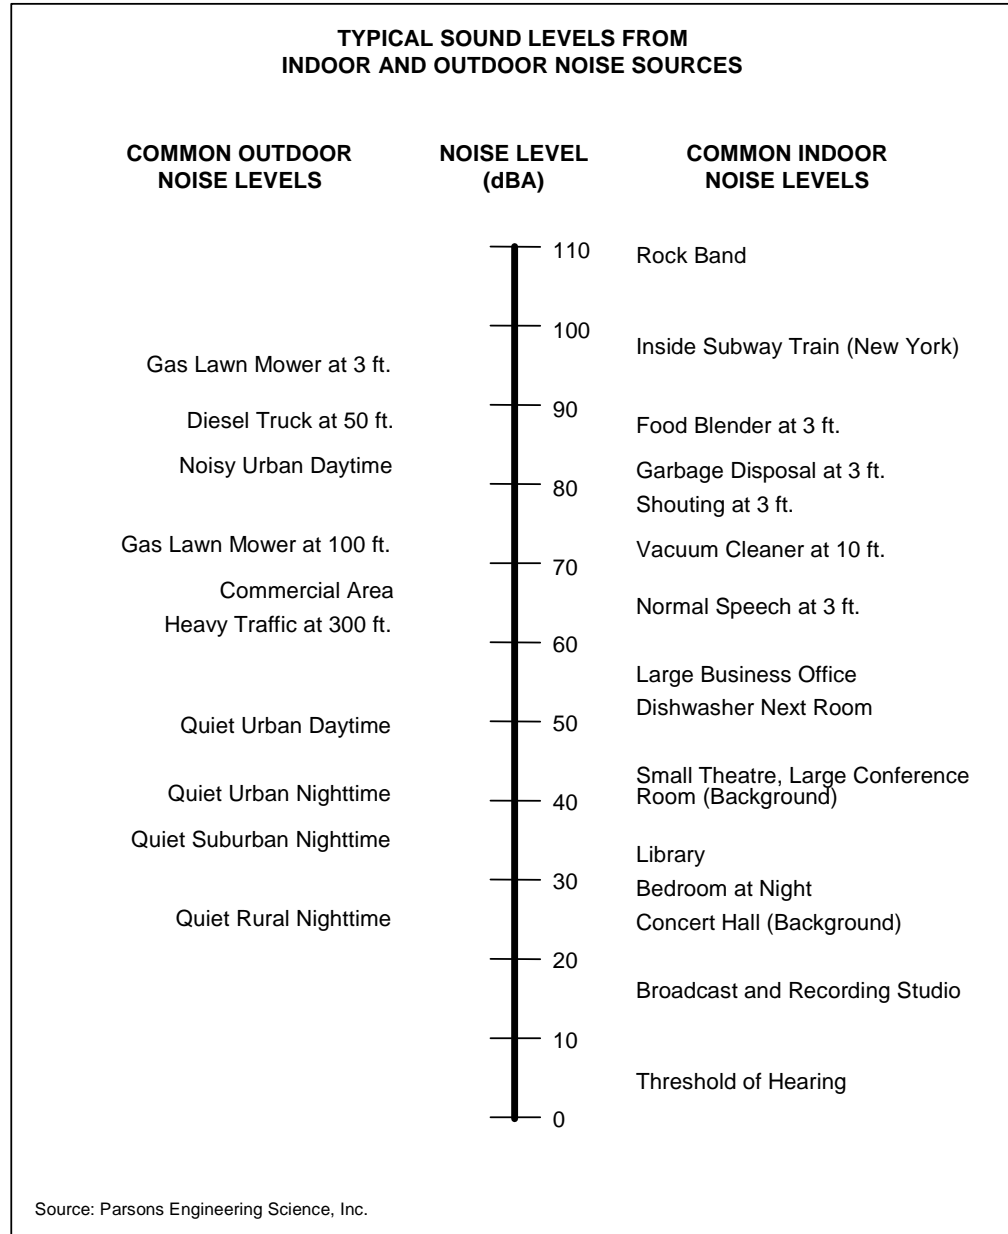 TYPICAL SOUND LEVELS FROM
INDOOR AND OUTDOOR NOISE SOURCES
COMMON OUTDOOR
NOISE LEVELS
NOISE LEVEL
(dBA)
COMMON INDOOR
NOISE LEVELS
110
Rock Band
100
Inside Subway Train (New York)
Gas Lawn Mower at 3 ft.
90
Diesel Truck at 50 ft.
Food Blender at 3 ft.
Noisy Urban Daytime
Garbage Disposal at 3 ft.
80
Shouting at 3 ft.
Gas Lawn Mower at 100 ft.
Vacuum Cleaner at 10 ft.
70
Commercial Area
Normal Speech at 3 ft.
Heavy Traffic at 300 ft.
60
Large Business Office
Dishwasher Next Room
50
Quiet Urban Daytime
Small Theatre, Large Conference
Room (Background)
Quiet Urban Nighttime
40
Quiet Suburban Nighttime
Library
30
Bedroom at Night
Quiet Rural Nighttime
Concert Hall (Background)
20
Broadcast and Recording Studio
10
Threshold of Hearing
0
Source: Parsons Engineering Science, Inc.